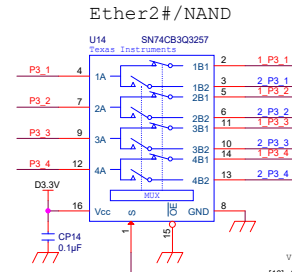 Ether2#/NAND
U14 SN74CB3Q3257
Texas Instruments
P3_1 4 1A 1B1 2 1_P3_1
1B2 3 2_P3_1
P3_2 7 2A 2B1 5 1_P3_2
2B2 6 2_P3_2
P3_3 9 3A 3B1 11 1_P3_3
3B2 10 2_P3_3
P3_4 12 4A 4B1 14 1_P3_4
4B2 13 2_P3_4
D3.3V
MUX
16 Vcc S OE GND 8
CP14
0.1µF
1 15
V